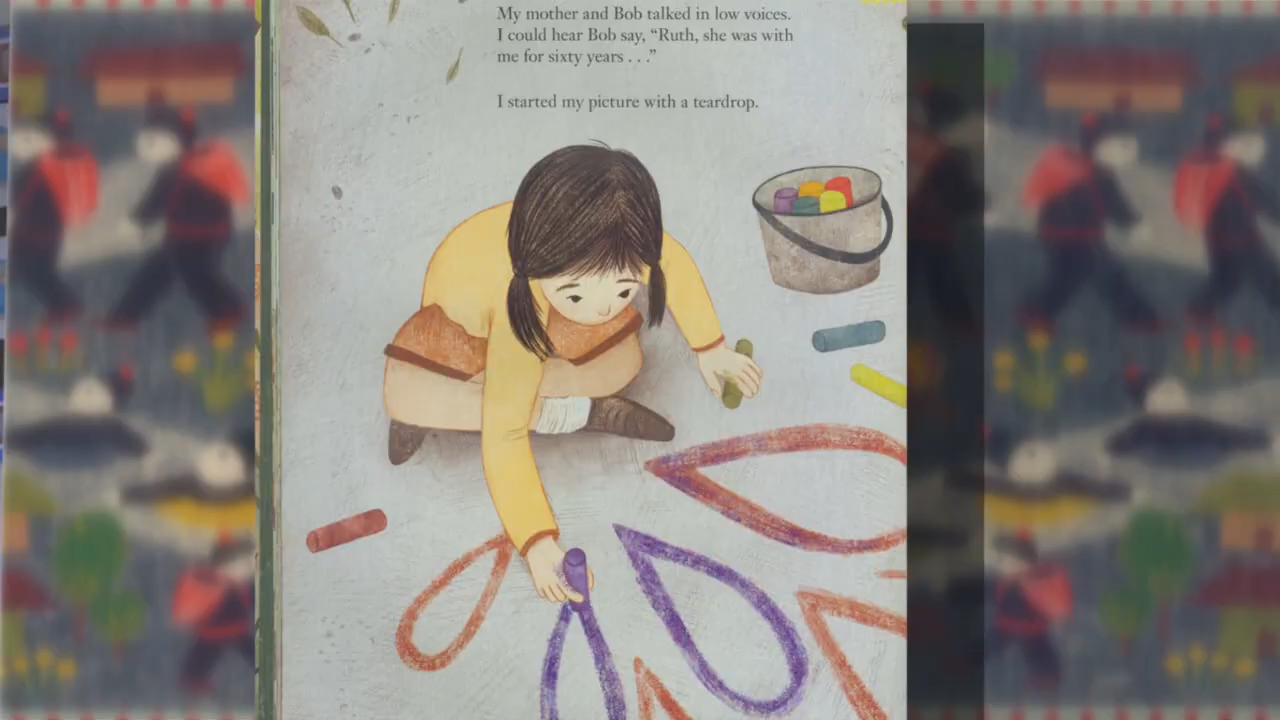 My mother and Bob talked in low voices.
I could hear Bob say, “Ruth, she was with
me for sixty years . . .”
I started my picture with a teardrop.